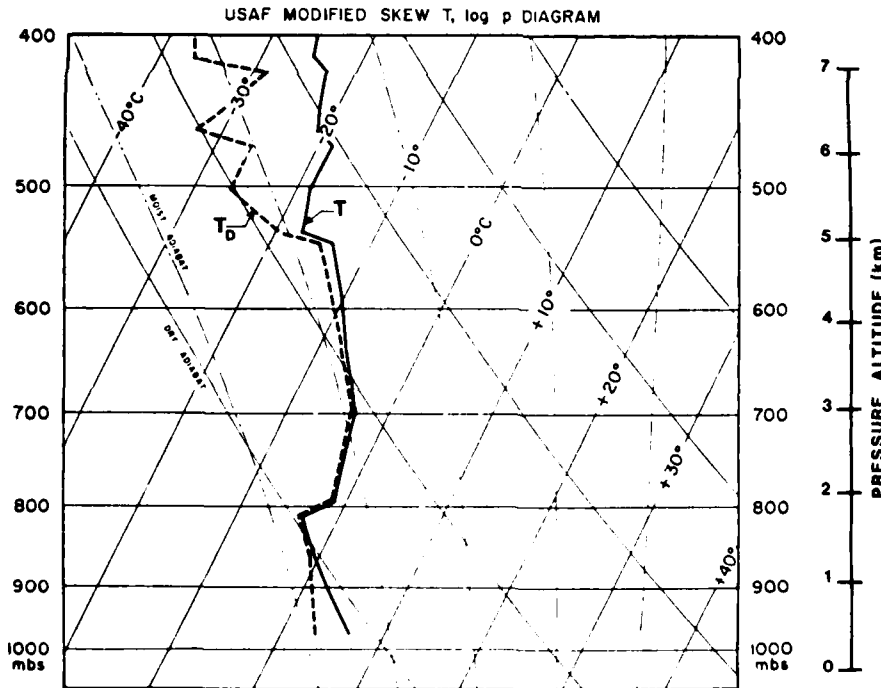 USAF MODIFIED SKEW T, log p DIAGRAM
400
400
7
-40°C
-30°
-20°
-10°
6
500
500
MOIST ADIABAT
T_D
T
0°C
5
600
600
+10°
4
DRY ADIABAT
+20°
700
700
3
+30°
800
800
2
900
900
+40°
1
1000
mbs
1000
mbs
0
PRESSURE ALTITUDE (km)